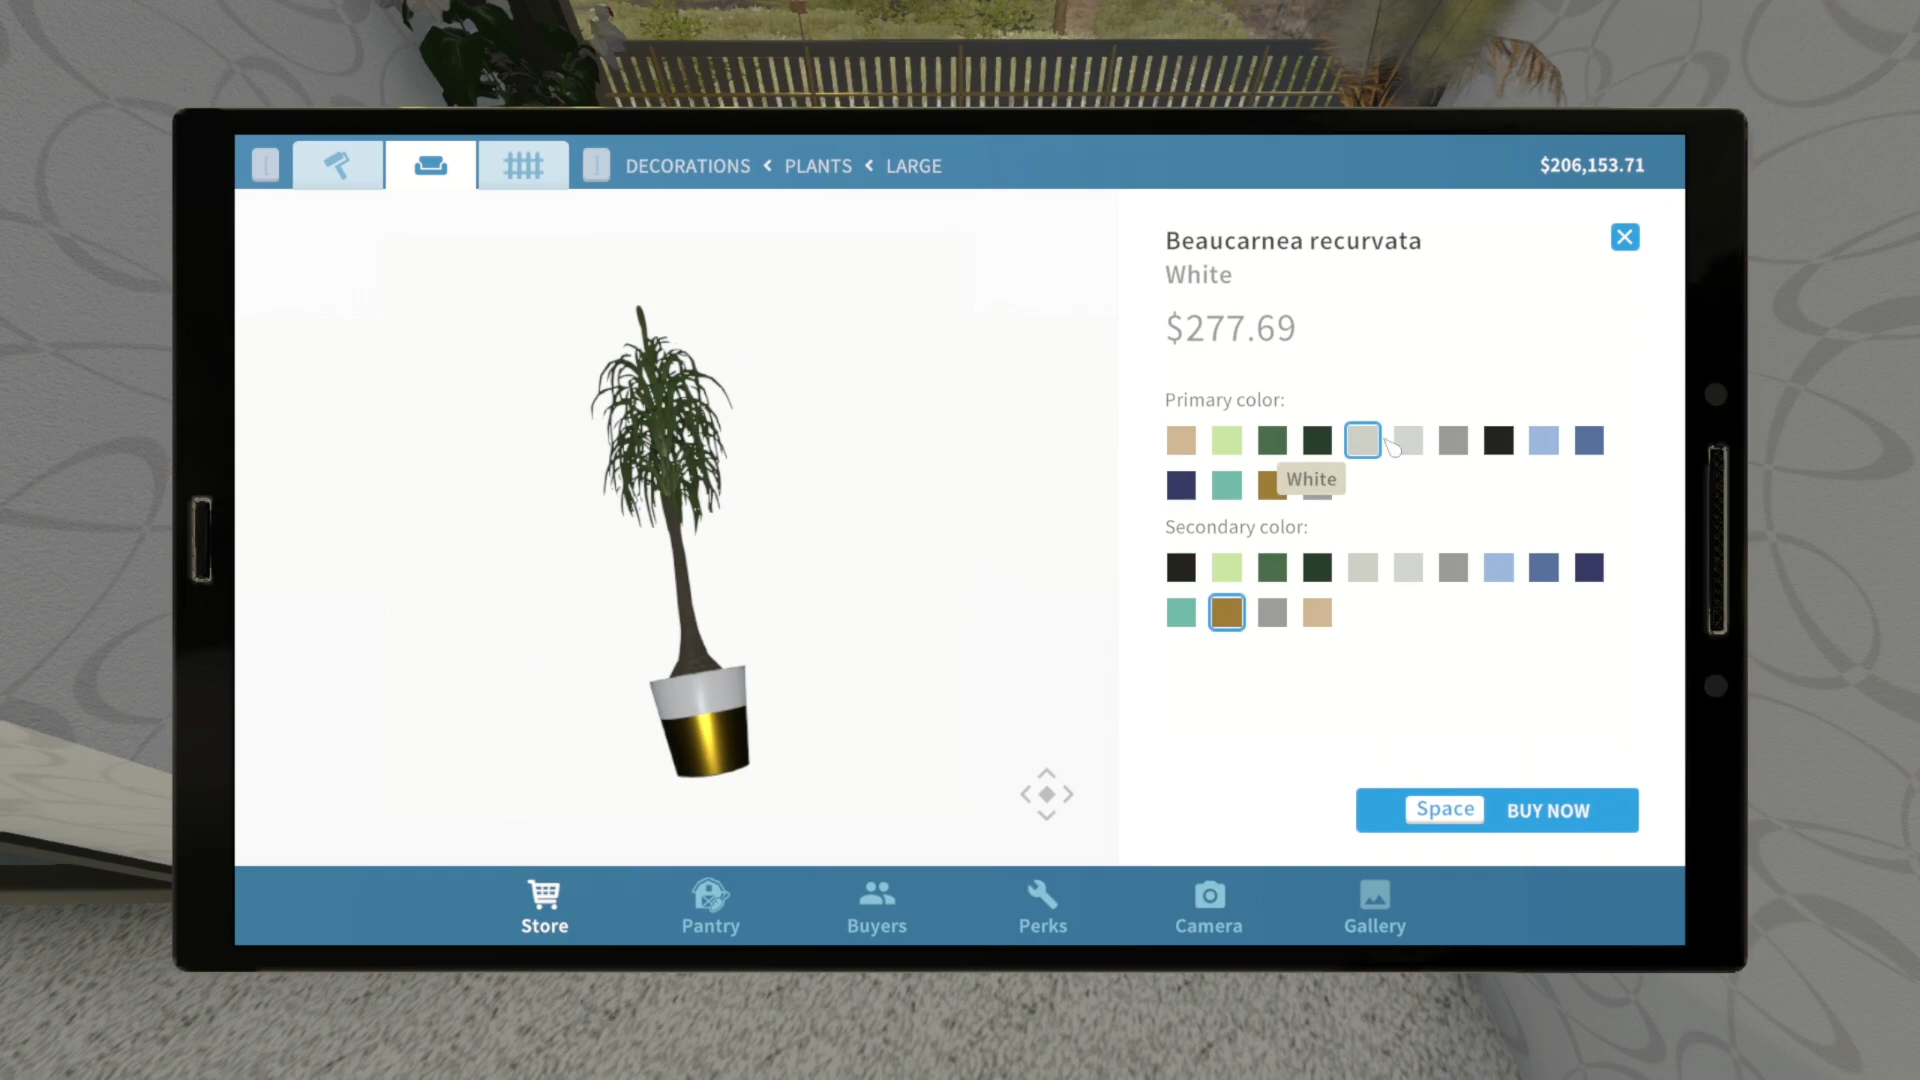 [
]
DECORATIONS < PLANTS < LARGE
$206,153.71
Beaucarnea recurvata
White
$277.69
Primary color:
White
Secondary color:
Space BUY NOW
Store
Pantry
Buyers
Perks
Camera
Gallery